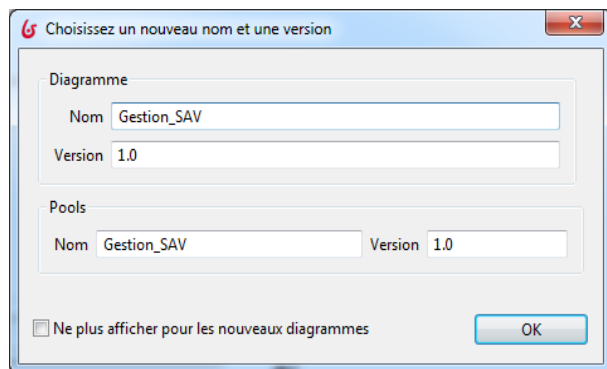 Choisissez un nouveau nom et une version
Diagramme
Nom Gestion_SAV
Version 1.0
Pools
Nom Gestion_SAV Version 1.0
Ne plus afficher pour les nouveaux diagrammes OK